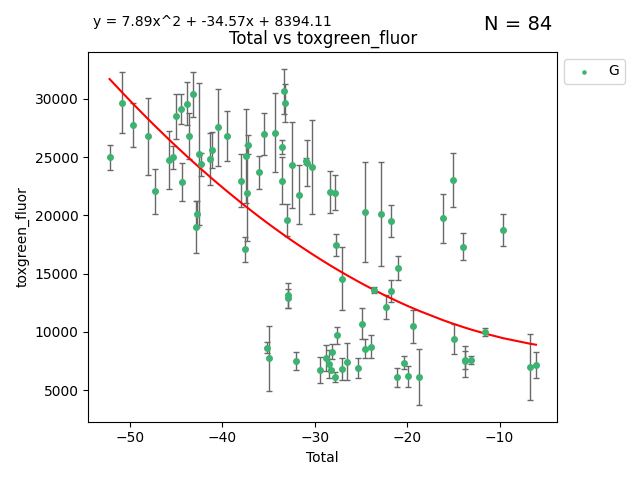 y = 7.89x^2 + -34.57x + 8394.11
N = 84
Total vs toxgreen_fluor
G
toxgreen_fluor
30000
25000
20000
15000
10000
5000
−50
−40
−30
−20
−10
Total